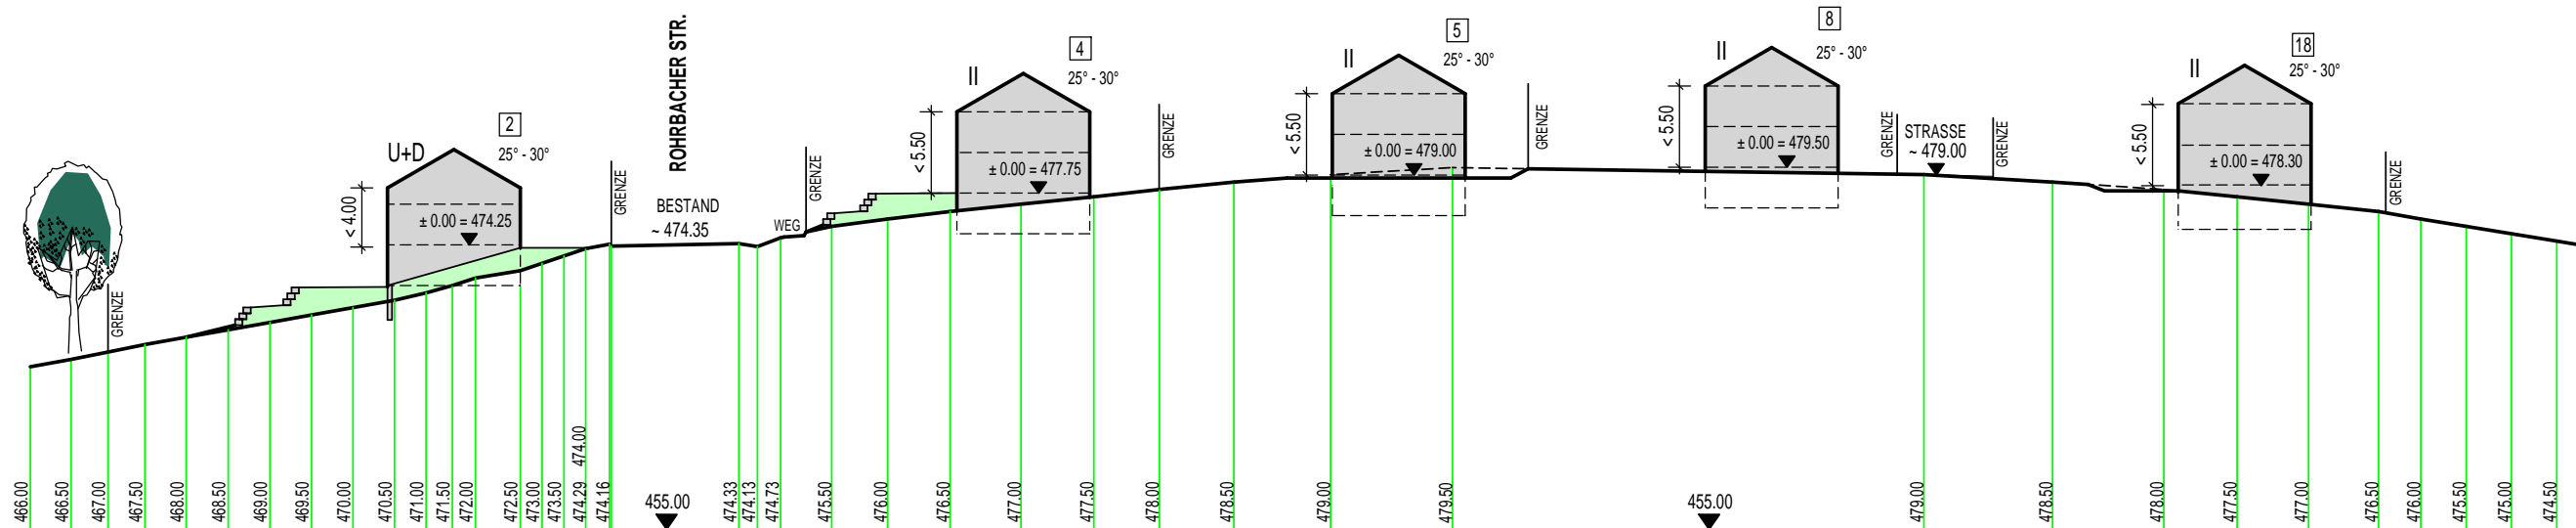 ROHRBACHER STR.
2
U+D
25° - 30°
< 4.00
± 0.00 = 474.25
GRENZE
GRENZE
BESTAND
~ 474.35
WEG
GRENZE
4
II
25° - 30°
< 5.50
± 0.00 = 477.75
GRENZE
5
II
25° - 30°
< 5.50
± 0.00 = 479.00
GRENZE
8
II
25° - 30°
< 5.50
± 0.00 = 479.50
GRENZE
STRASSE
~ 479.00
GRENZE
18
II
25° - 30°
< 5.50
± 0.00 = 478.30
GRENZE
466.00
466.50
467.00
467.50
468.00
468.50
469.00
469.50
470.00
470.50
471.00
471.50
472.00
472.50
473.00
473.50
474.00
474.29
474.16
455.00
474.33
474.13
474.73
475.50
476.00
476.50
477.00
477.50
478.00
478.50
479.00
479.50
455.00
479.00
478.50
478.00
477.50
477.00
476.50
476.00
475.50
475.00
474.50